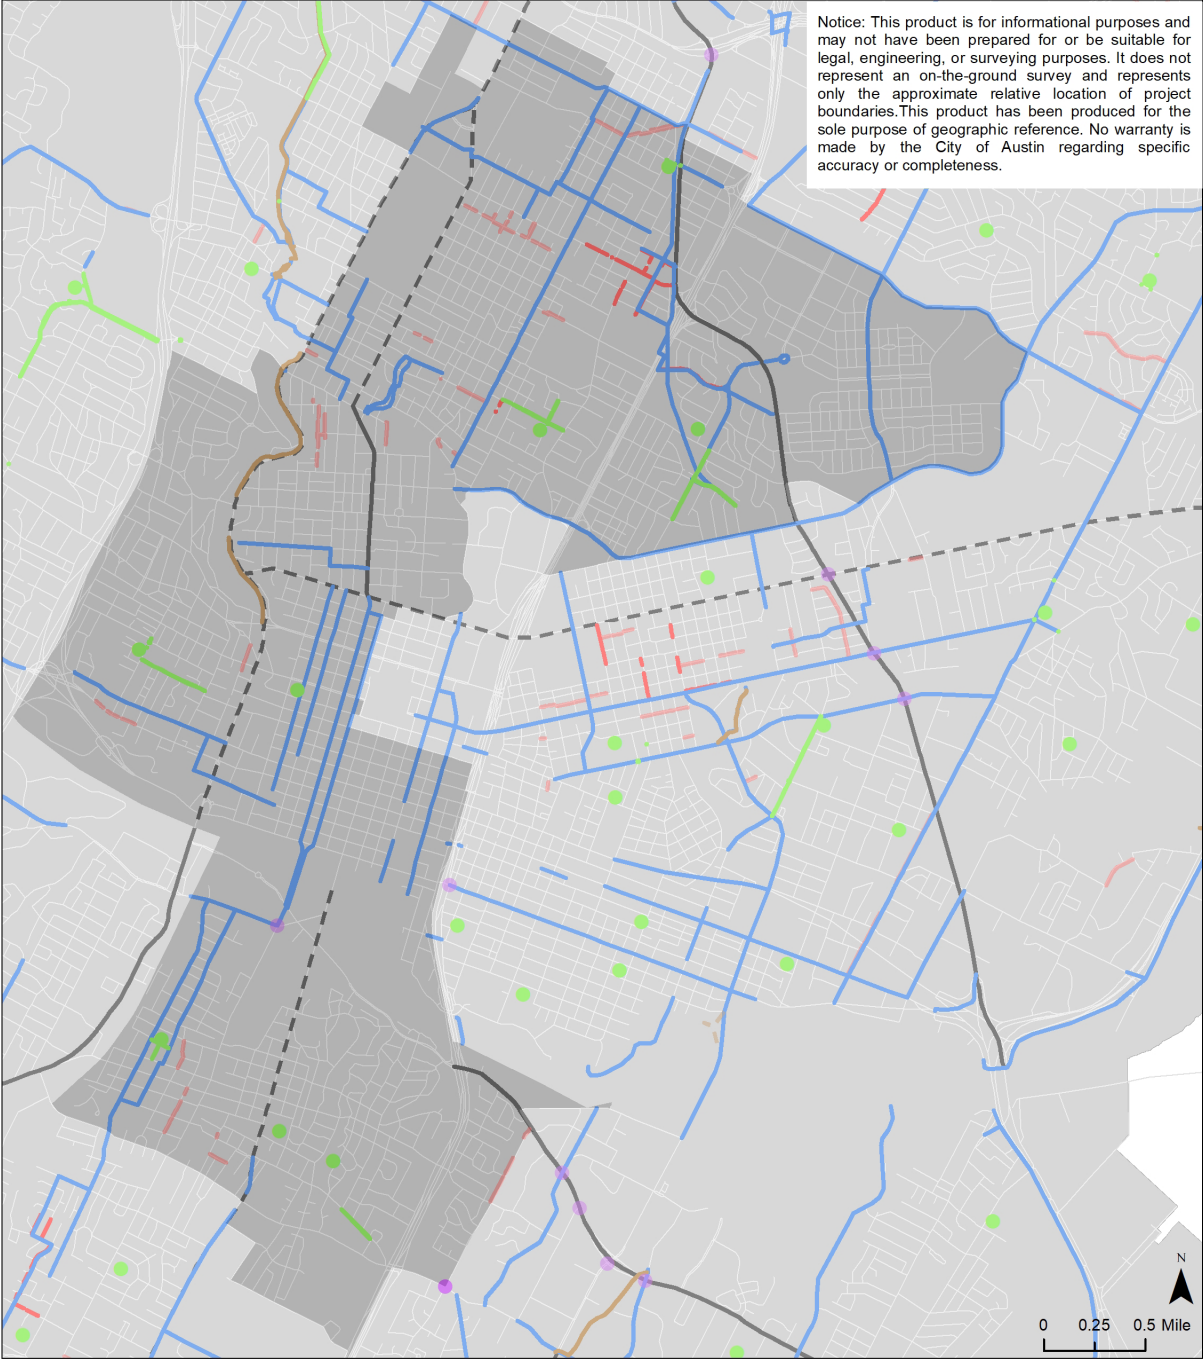 Notice: This product is for informational purposes and
may not have been prepared for or be suitable for
legal, engineering, or surveying purposes. It does not
represent an on-the-ground survey and represents
only the approximate relative location of project
boundaries.This product has been produced for the
sole purpose of geographic reference. No warranty is
made by the City of Austin regarding specific
accuracy or completeness.
N
0 0.25 0.5 Mile